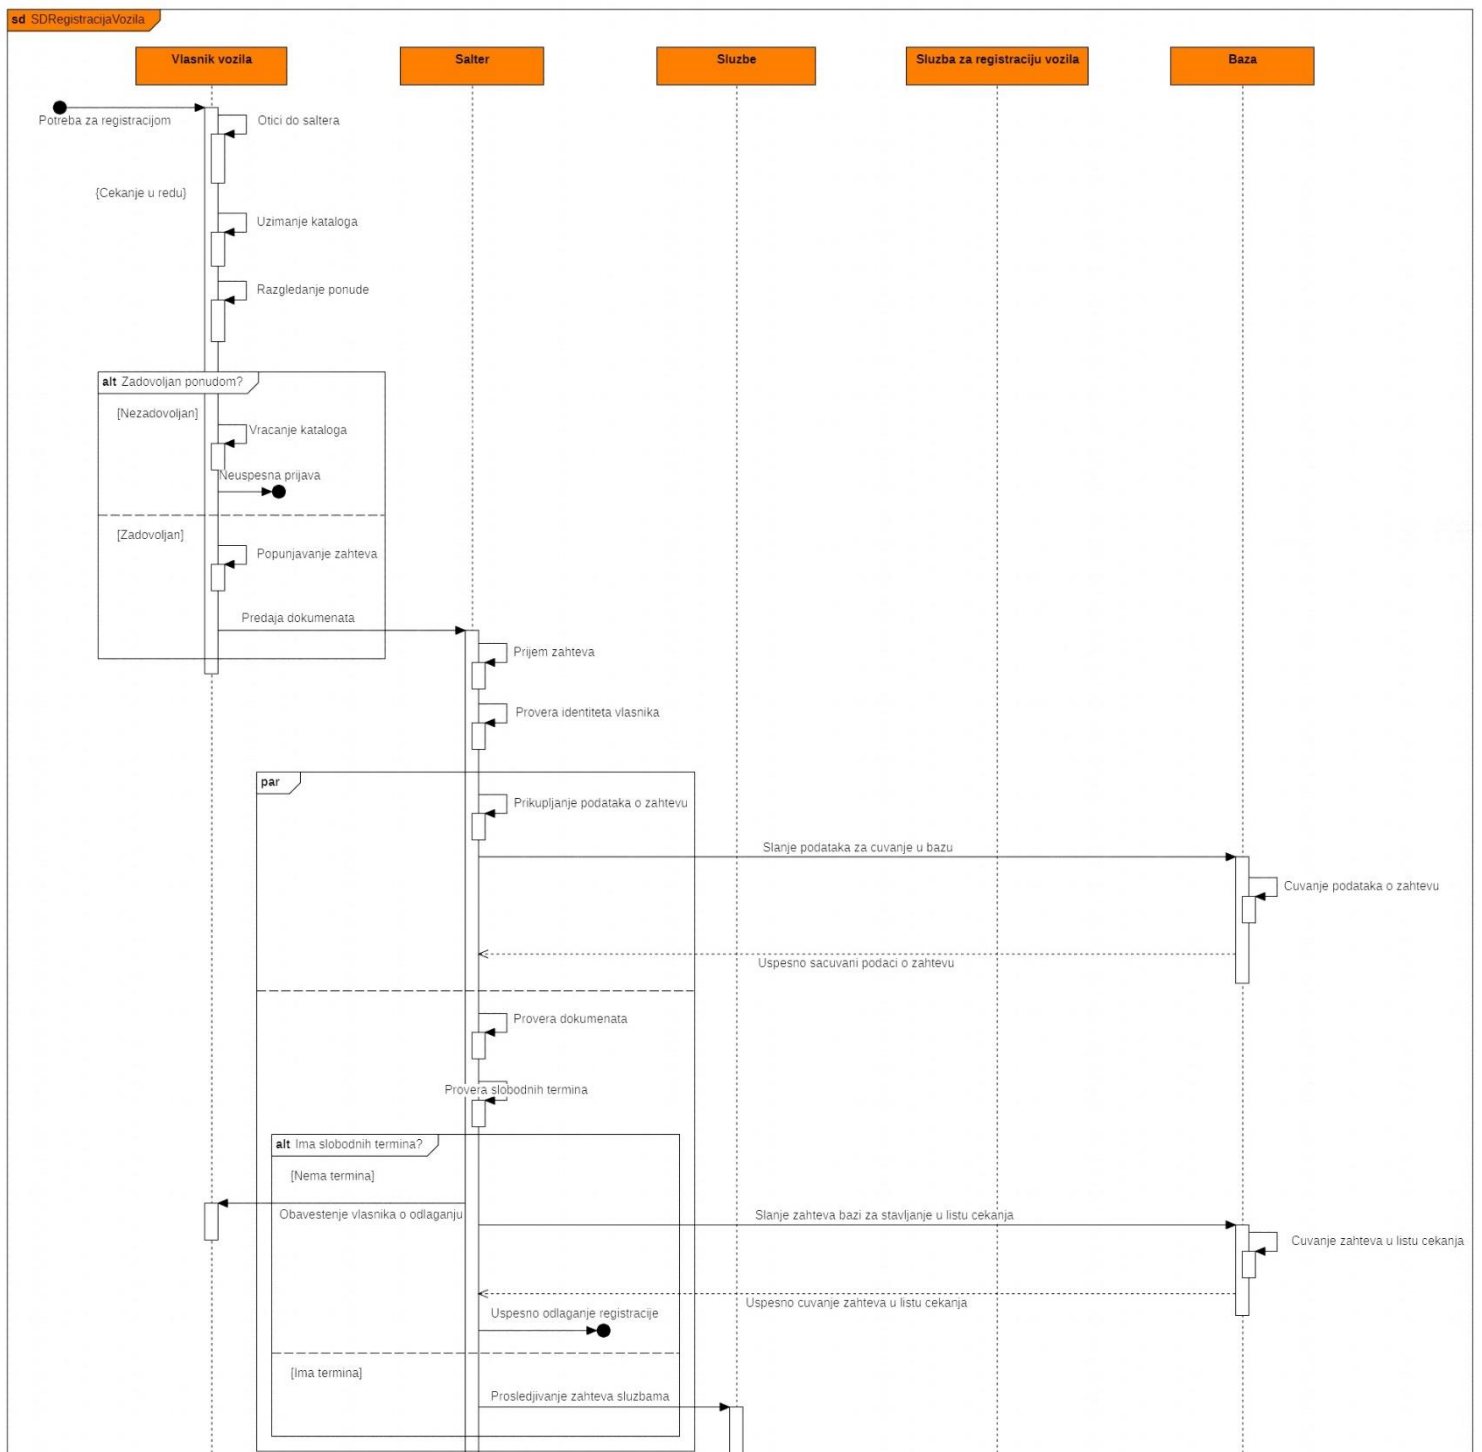 sd SDRegistracijaVozila
Vlasnik vozila
Salter
Sluzbe
Sluzba za registraciju vozila
Baza
Potreba za registracijom
Otici do saltera
{Cekanje u redu}
Uzimanje kataloga
Razgledanje ponude
alt Zadovoljan ponudom?
[Nezadovoljan]
Vracanje kataloga
Neuspesna prijava
[Zadovoljan]
Popunjavanje zahteva
Predaja dokumenata
Prijem zahteva
Provera identiteta vlasnika
par
Prikupljanje podataka o zahtevu
Slanje podataka za cuvanje u bazu
Cuvanje podataka o zahtevu
Uspesno sacuvani podaci o zahtevu
Provera dokumenata
Provera slobodnih termina
alt Ima slobodnih termina?
[Nema termina]
Obavestenje vlasnika o odlaganju
Slanje zahteva bazi za stavljanje u listu cekanja
Cuvanje zahteva u listu cekanja
Uspesno cuvanje zahteva u listu cekanja
Uspesno odlaganje registracije
[Ima termina]
Prosledjivanje zahteva sluzbama